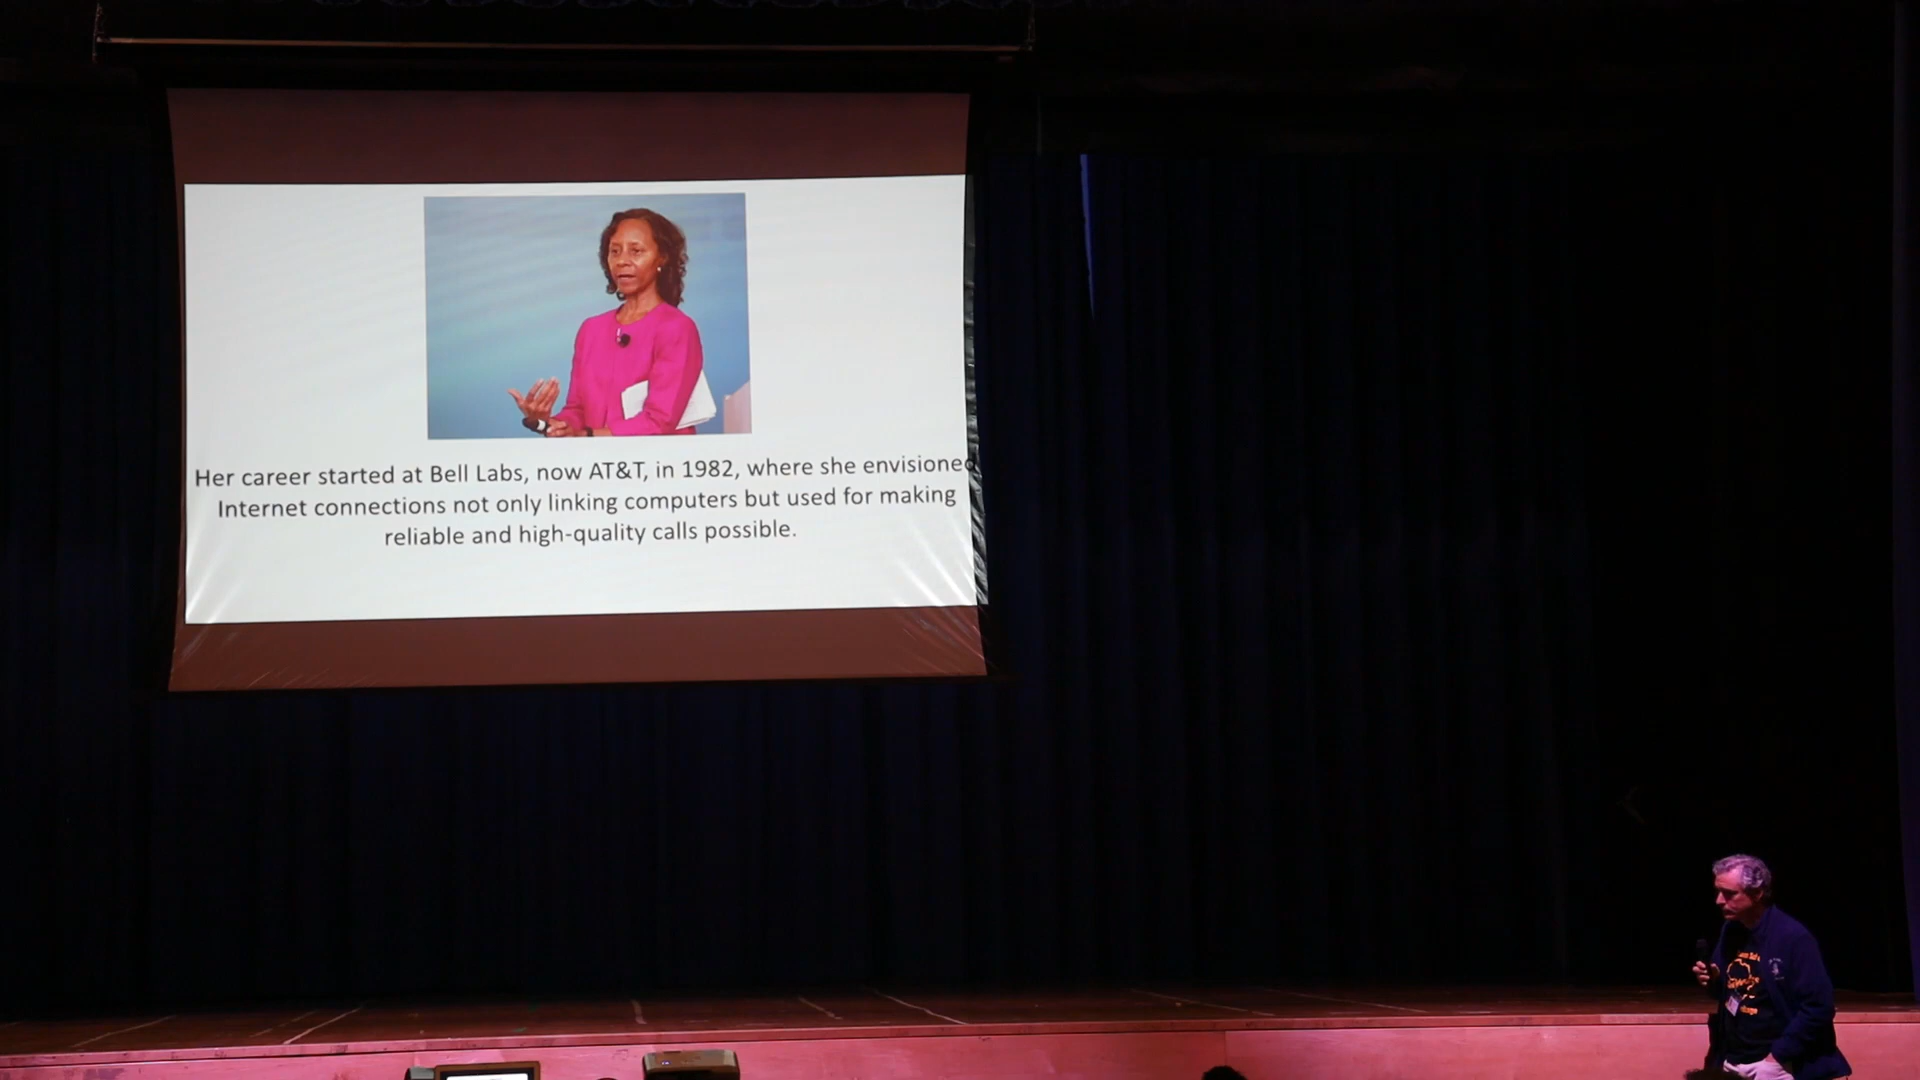 Her career started at Bell Labs, now AT&T, in 1982, where she envisioned
Internet connections not only linking computers but used for making
reliable and high-quality calls possible.